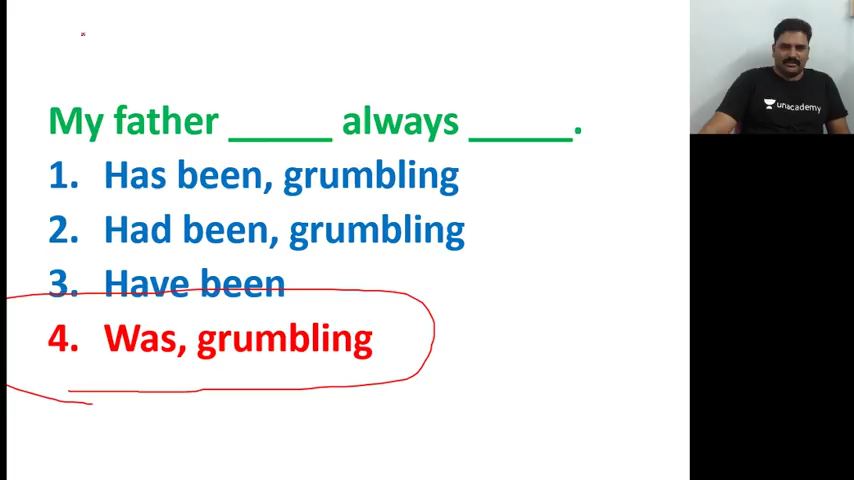 My father _____ always _____.
1. Has been, grumbling
2. Had been, grumbling
3. Have been
4. Was, grumbling
unacademy